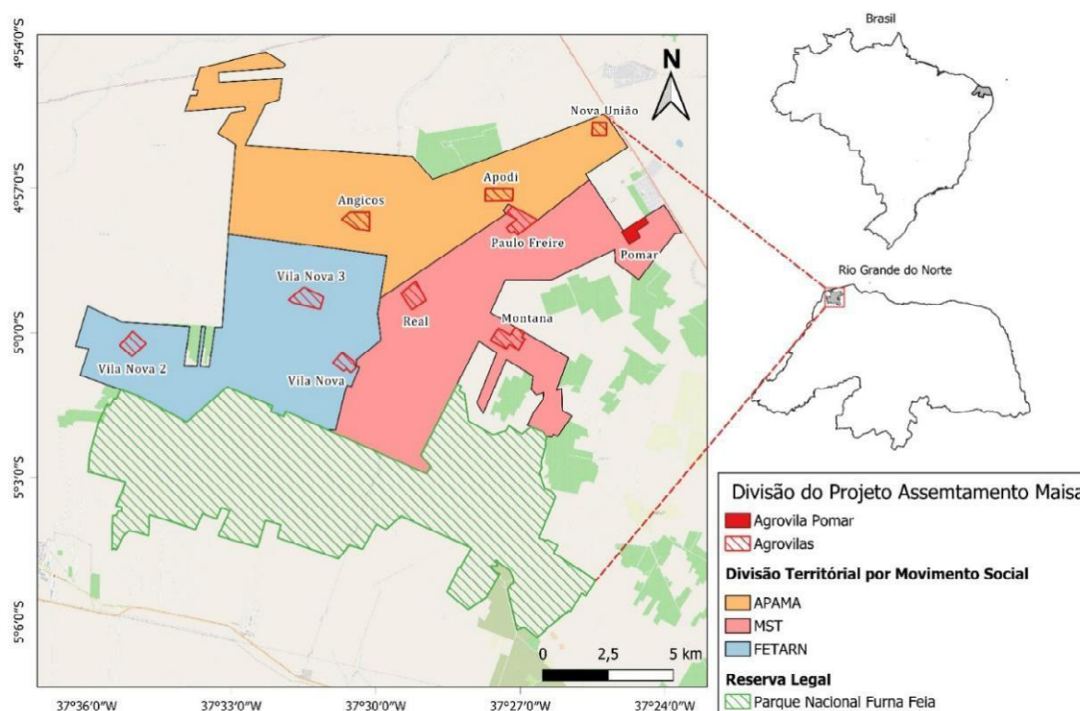 Brasil
4°54'0"S
N
Nova União
Apodi
4°57'0"S
Angicos
Paulo Freire
Pomar
Rio Grande do Norte
Vila Nova 3
Real
Montana
5°0'0"S
Vila Nova 2
Vila Nova
5°3'0"S
5°6'0"S
0 2,5 5 km
37°36'0"O 37°33'0"O 37°30'0"O 37°27'0"O 37°24'0"O
Divisão do Projeto Assemtamento Maisa
Agrovila Pomar
Agrovilas
Divisão Territórial por Movimento Social
APAMA
MST
FETARN
Reserva Legal
Parque Nacional Furna Feia